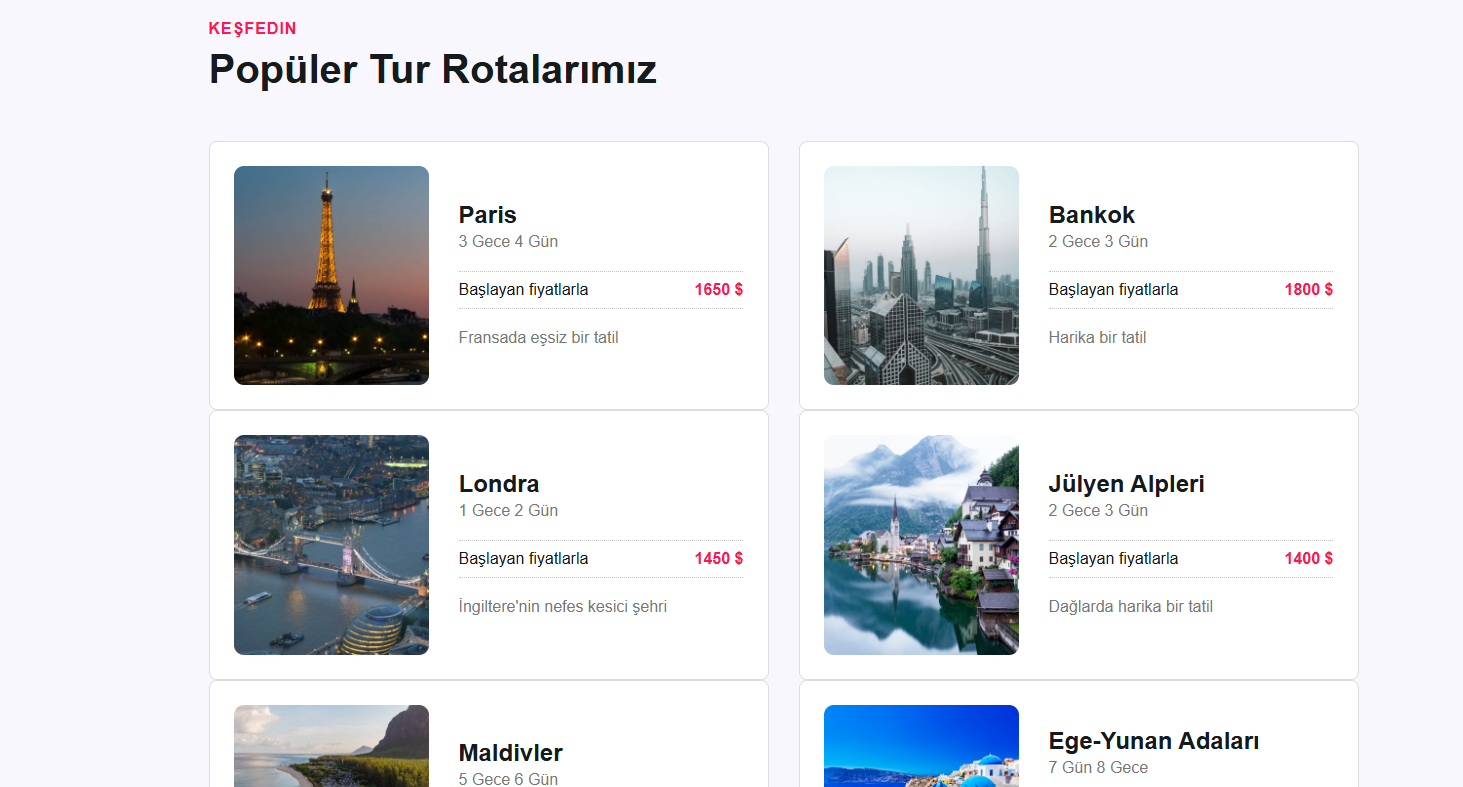 KEŞFEDIN
Popüler Tur Rotalarımız
Paris
3 Gece 4 Gün
Başlayan fiyatlarla 1650 $
Fransada eşsiz bir tatil
Bankok
2 Gece 3 Gün
Başlayan fiyatlarla 1800 $
Harika bir tatil
Londra
1 Gece 2 Gün
Başlayan fiyatlarla 1450 $
İngiltere'nin nefes kesici şehri
Jülyen Alpleri
2 Gece 3 Gün
Başlayan fiyatlarla 1400 $
Dağlarda harika bir tatil
Maldivler
5 Gece 6 Gün
Ege-Yunan Adaları
7 Gün 8 Gece